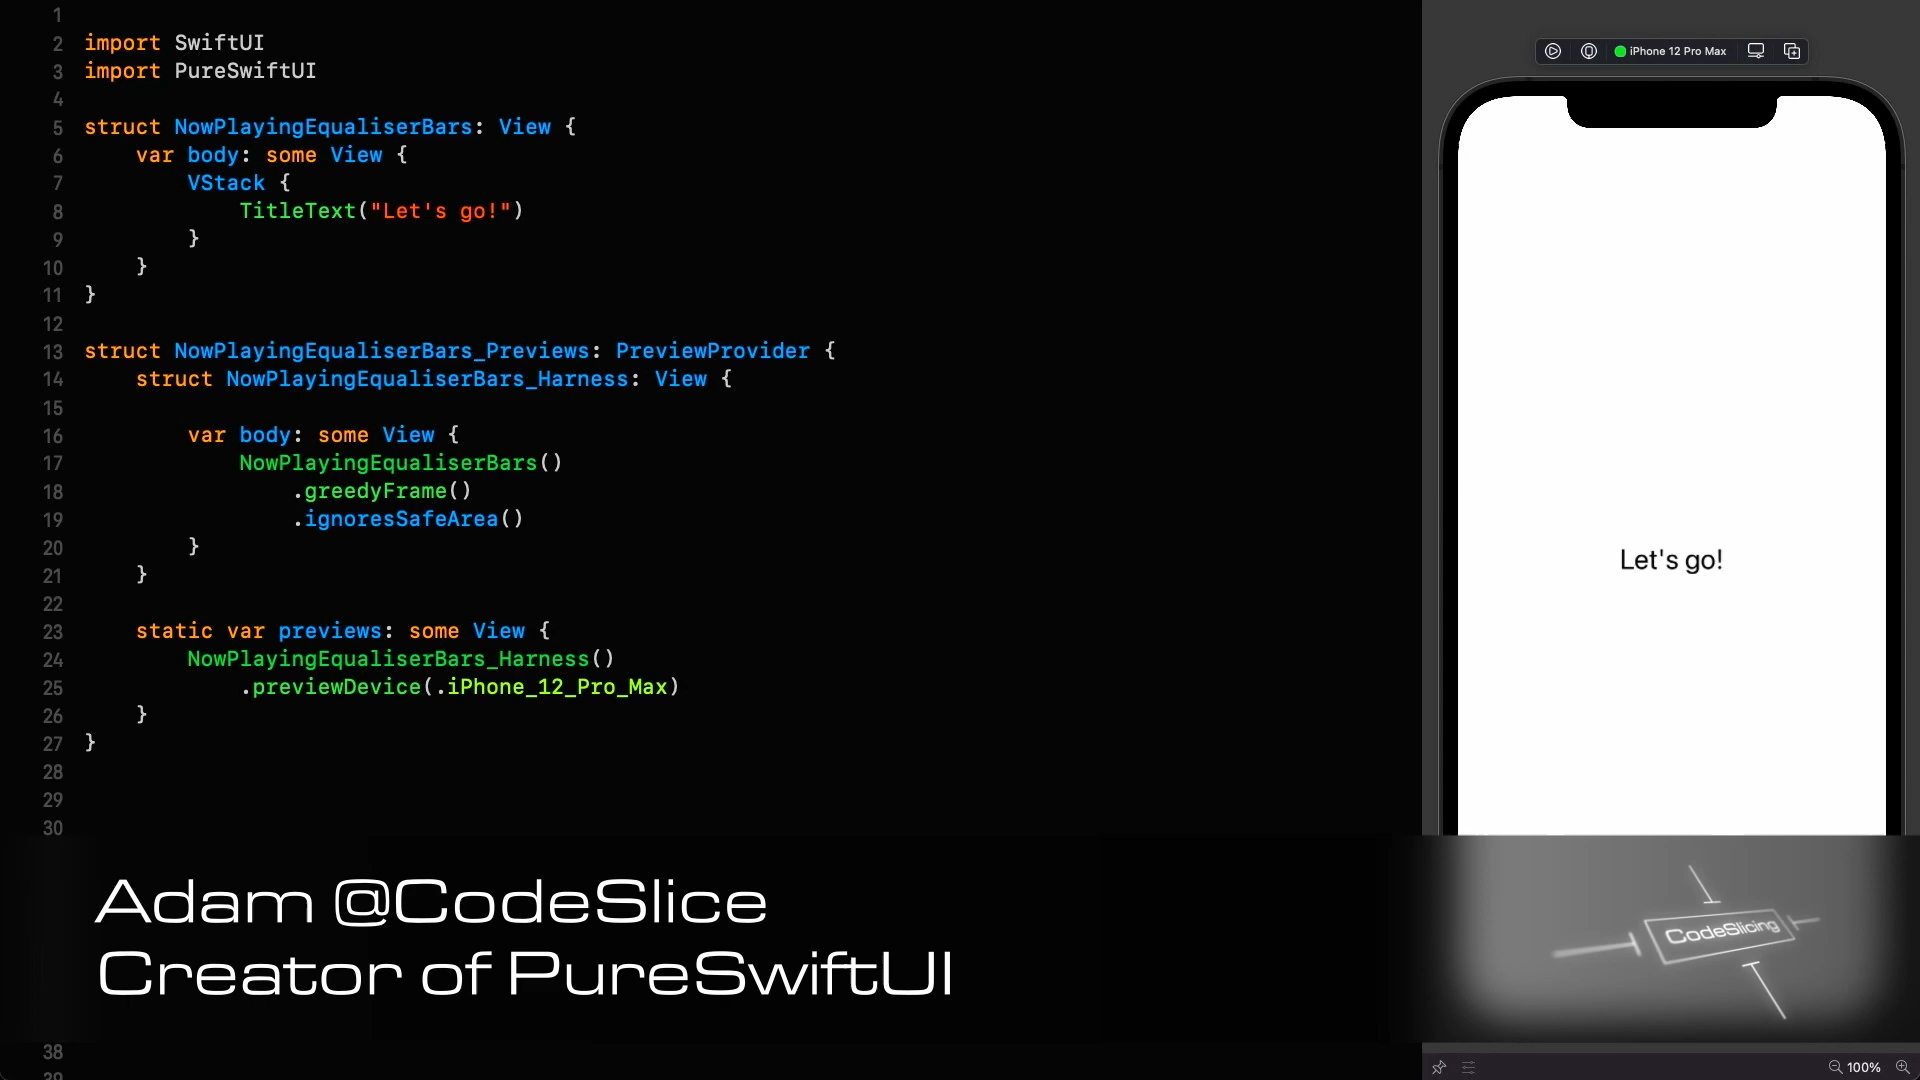 1
2 import SwiftUI
3 import PureSwiftUI
4
5 struct NowPlayingEqualiserBars: View {
6 var body: some View {
7 VStack {
8 TitleText("Let's go!")
9 }
10 }
11 }
12
13 struct NowPlayingEqualiserBars_Previews: PreviewProvider {
14 struct NowPlayingEqualiserBars_Harness: View {
15
16 var body: some View {
17 NowPlayingEqualiserBars()
18 .greedyFrame()
19 .ignoresSafeArea()
20 }
21 }
22
23 static var previews: some View {
24 NowPlayingEqualiserBars_Harness()
25 .previewDevice(.iPhone_12_Pro_Max)
26 }
27 }
28
29
30
38
39
iPhone 12 Pro Max
Let's go!
Adam @CodeSlice
Creator of PureSwiftUI
CodeSlicing
100%